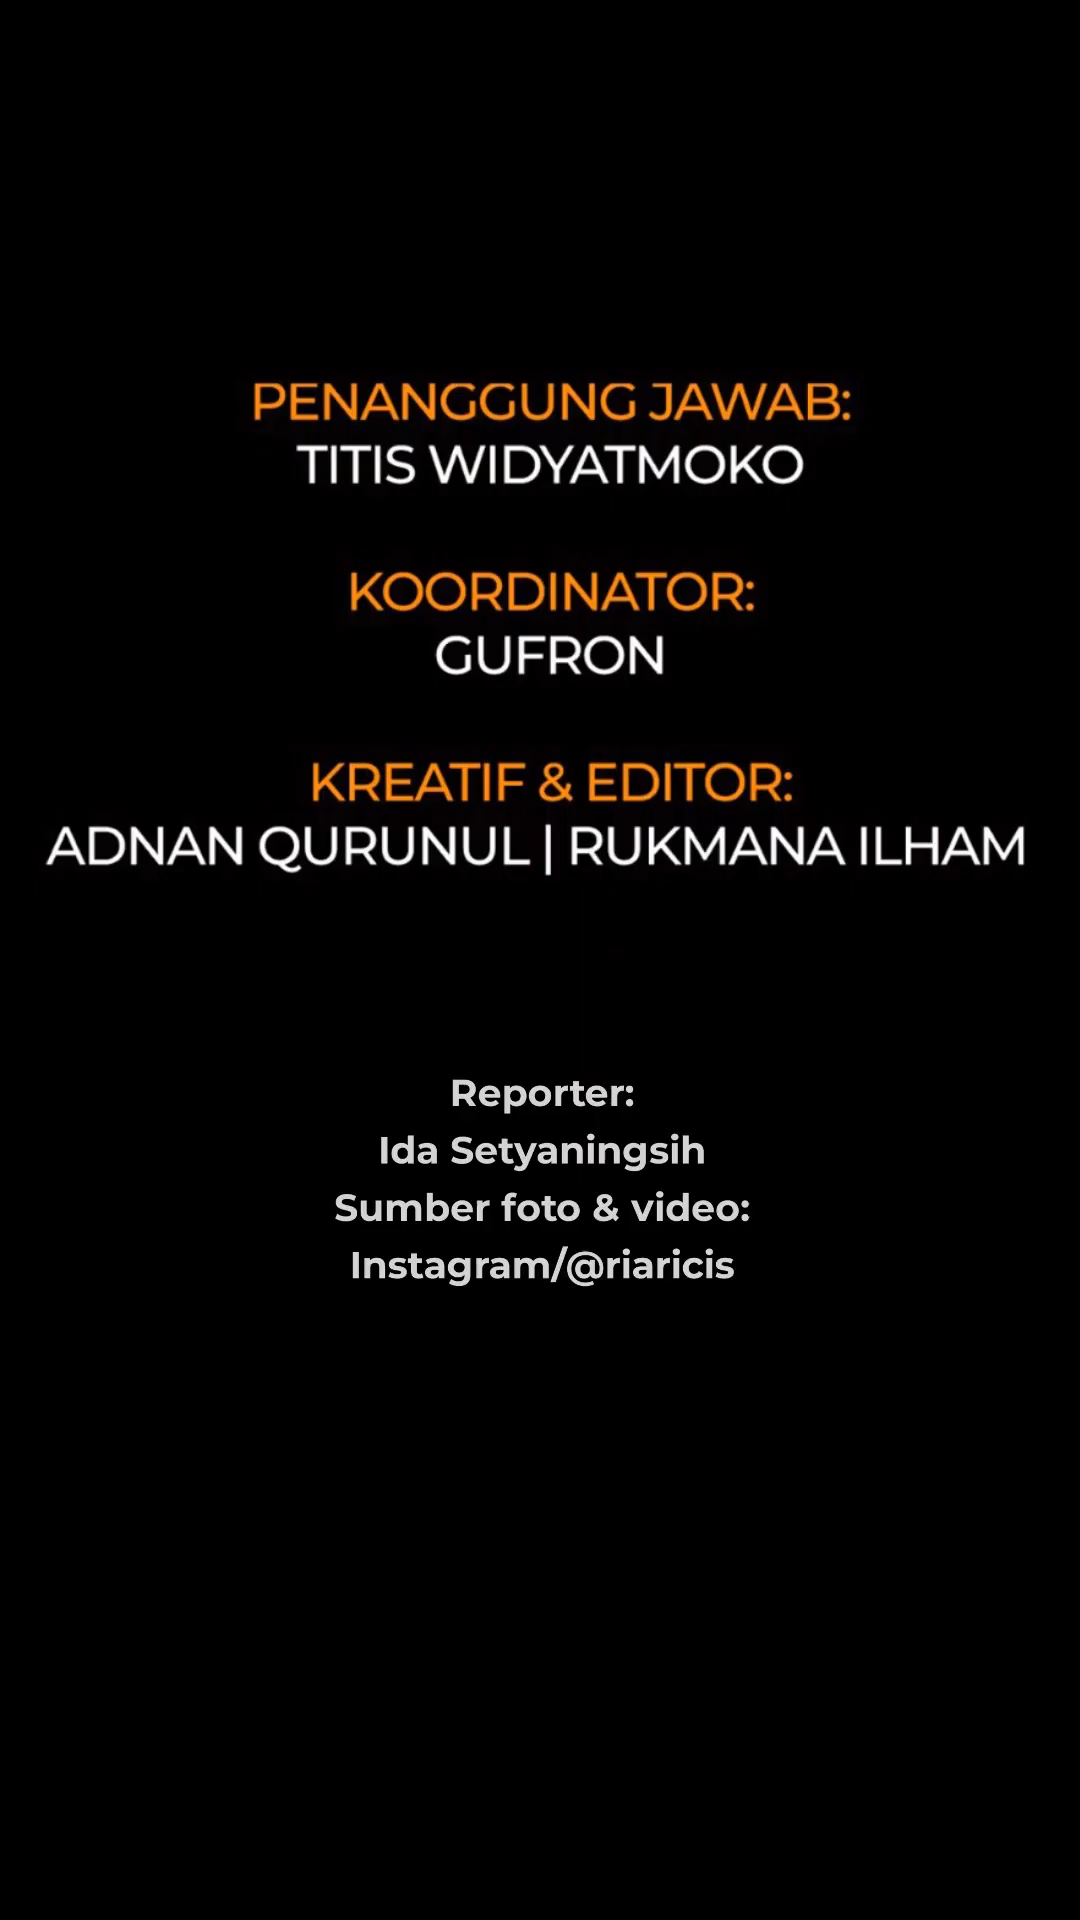 PENANGGUNG JAWAB:
TITIS WIDYATMOKO
KOORDINATOR:
GUFRON
KREATIF & EDITOR:
ADNAN QURUNUL | RUKMANA ILHAM
Reporter:
Ida Setyaningsih
Sumber foto & video:
Instagram/@riaricis